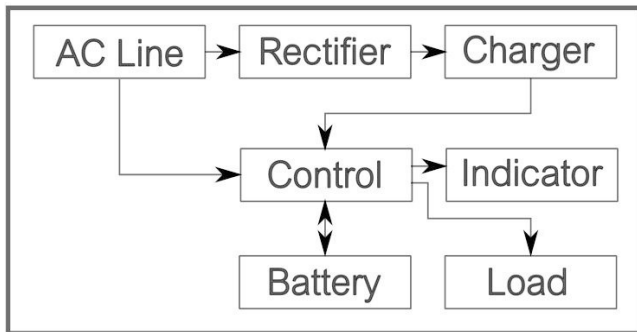 AC Line
Rectifier
Charger
Control
Indicator
Battery
Load